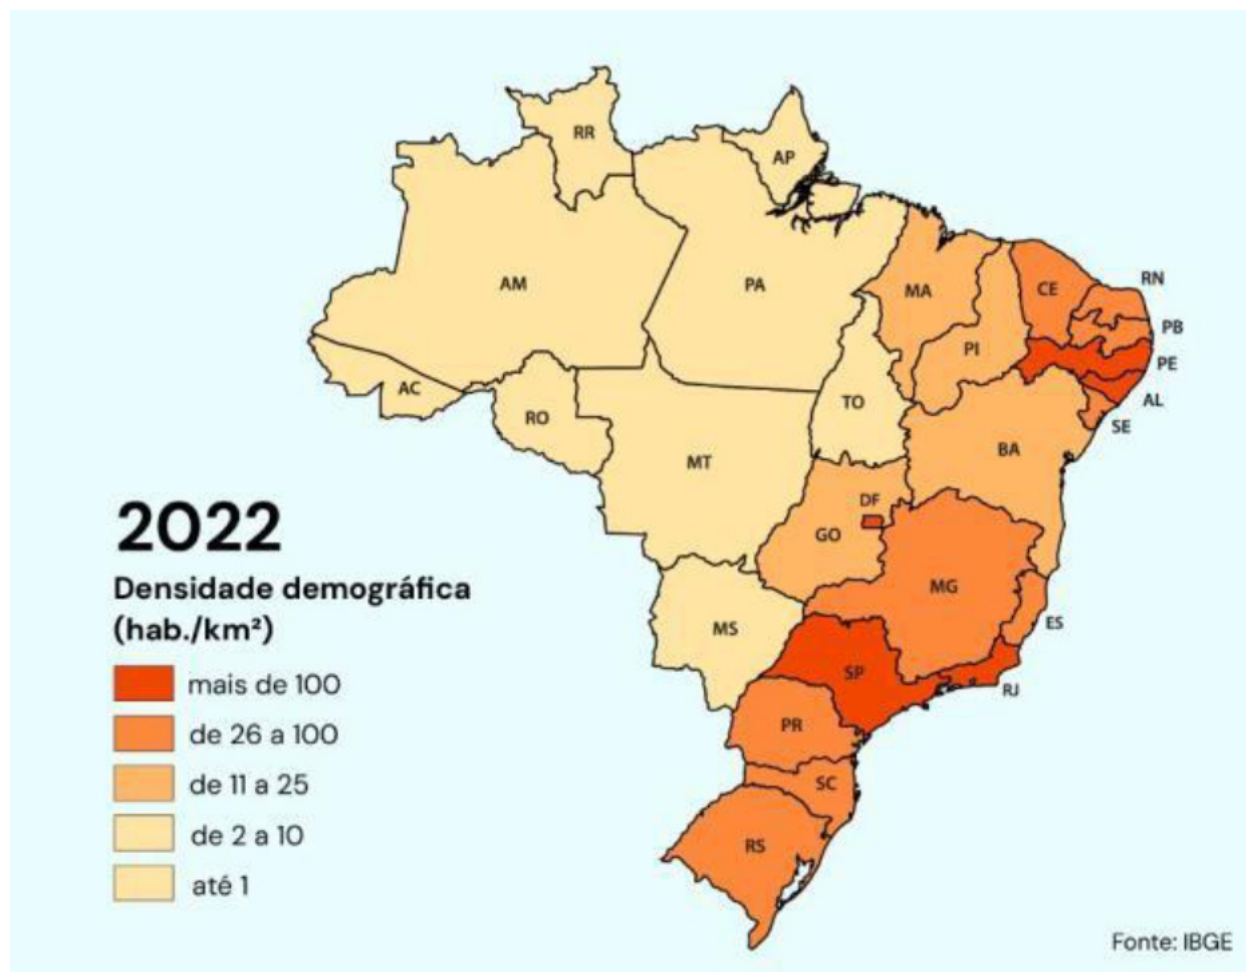 RR
AP
AM
PA
MA
CE
RN
PB
PI
PE
AC
TO
AL
RO
SE
BA
MT
DF
GO
MG
MS
ES
SP
RJ
PR
SC
RS
2022
Densidade demográfica
(hab./km²)
mais de 100
de 26 a 100
de 11 a 25
de 2 a 10
até 1
Fonte: IBGE